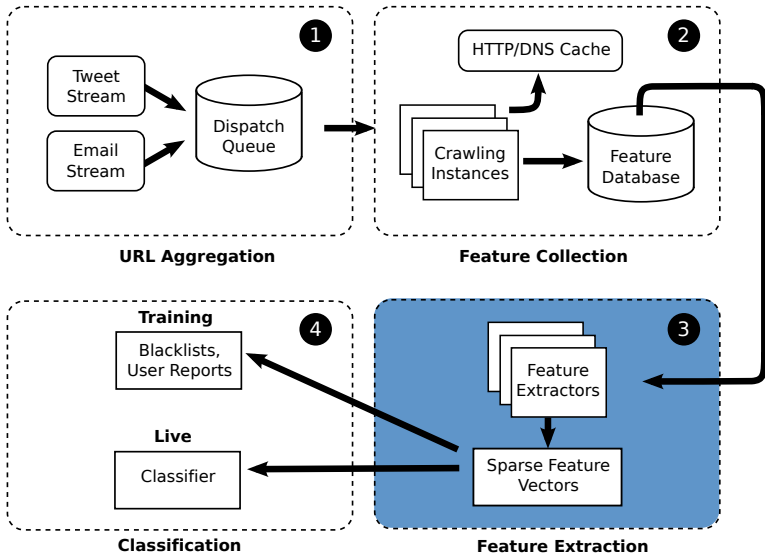 1
Tweet
Stream
Email
Stream
Dispatch
Queue
URL Aggregation
2
HTTP/DNS Cache
Crawling
Instances
Feature
Database
Feature Collection
3
Feature
Extractors
Sparse Feature
Vectors
Feature Extraction
4
Training
Blacklists,
User Reports
Live
Classifier
Classification